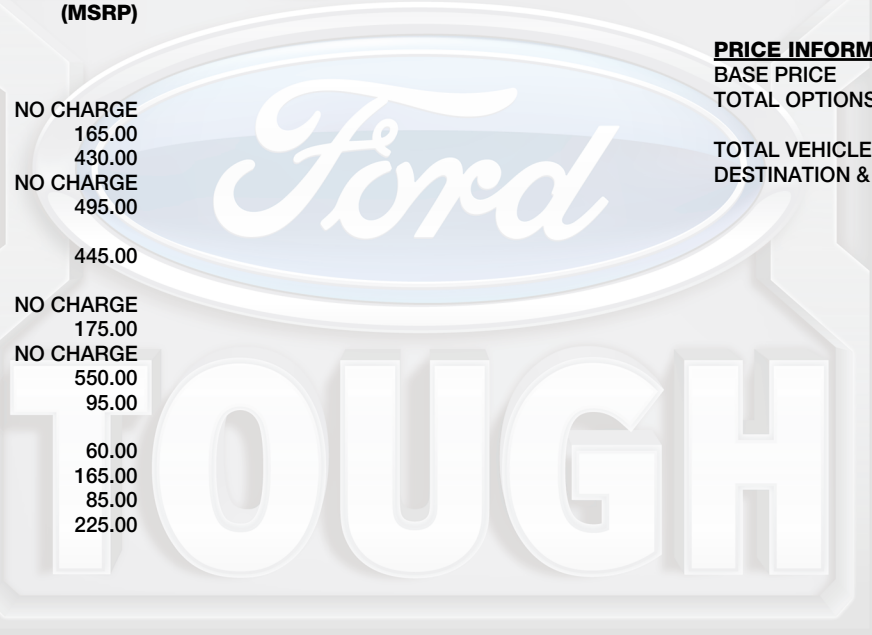 (MSRP)
NO CHARGE
165.00
430.00
NO CHARGE
495.00
445.00
NO CHARGE
175.00
NO CHARGE
550.00
95.00
60.00
165.00
85.00
225.00
PRICE INFORM
BASE PRICE
TOTAL OPTIONS
TOTAL VEHICLE
DESTINATION &
Ford
TOUGH